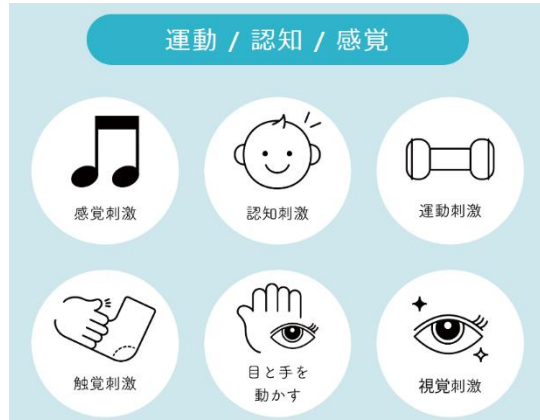 運動 / 認知 / 感覚
感覚刺激
認知刺激
運動刺激
触覚刺激
目と手を
動かす
視覚刺激